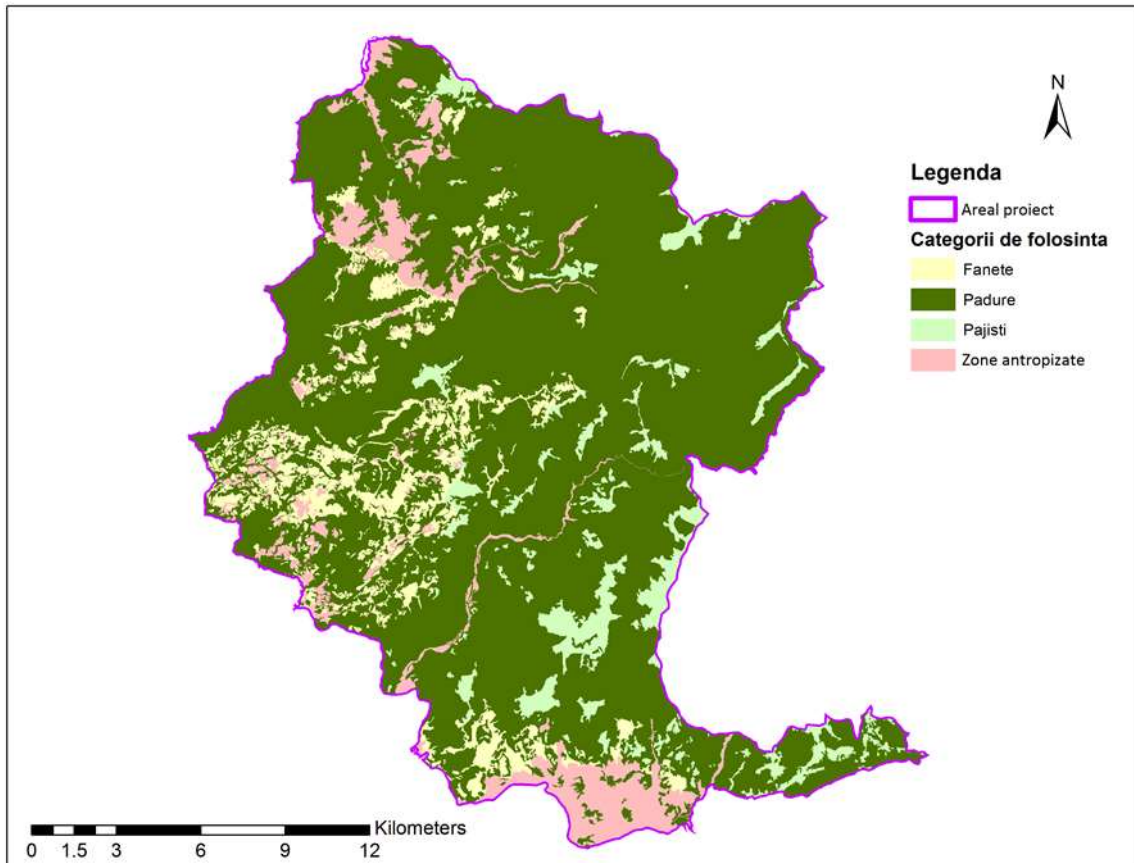 N
Legenda
Areal proiect
Categorii de folosinta
Fanete
Padure
Pajisti
Zone antropizate
Kilometers
0 1.5 3 6 9 12